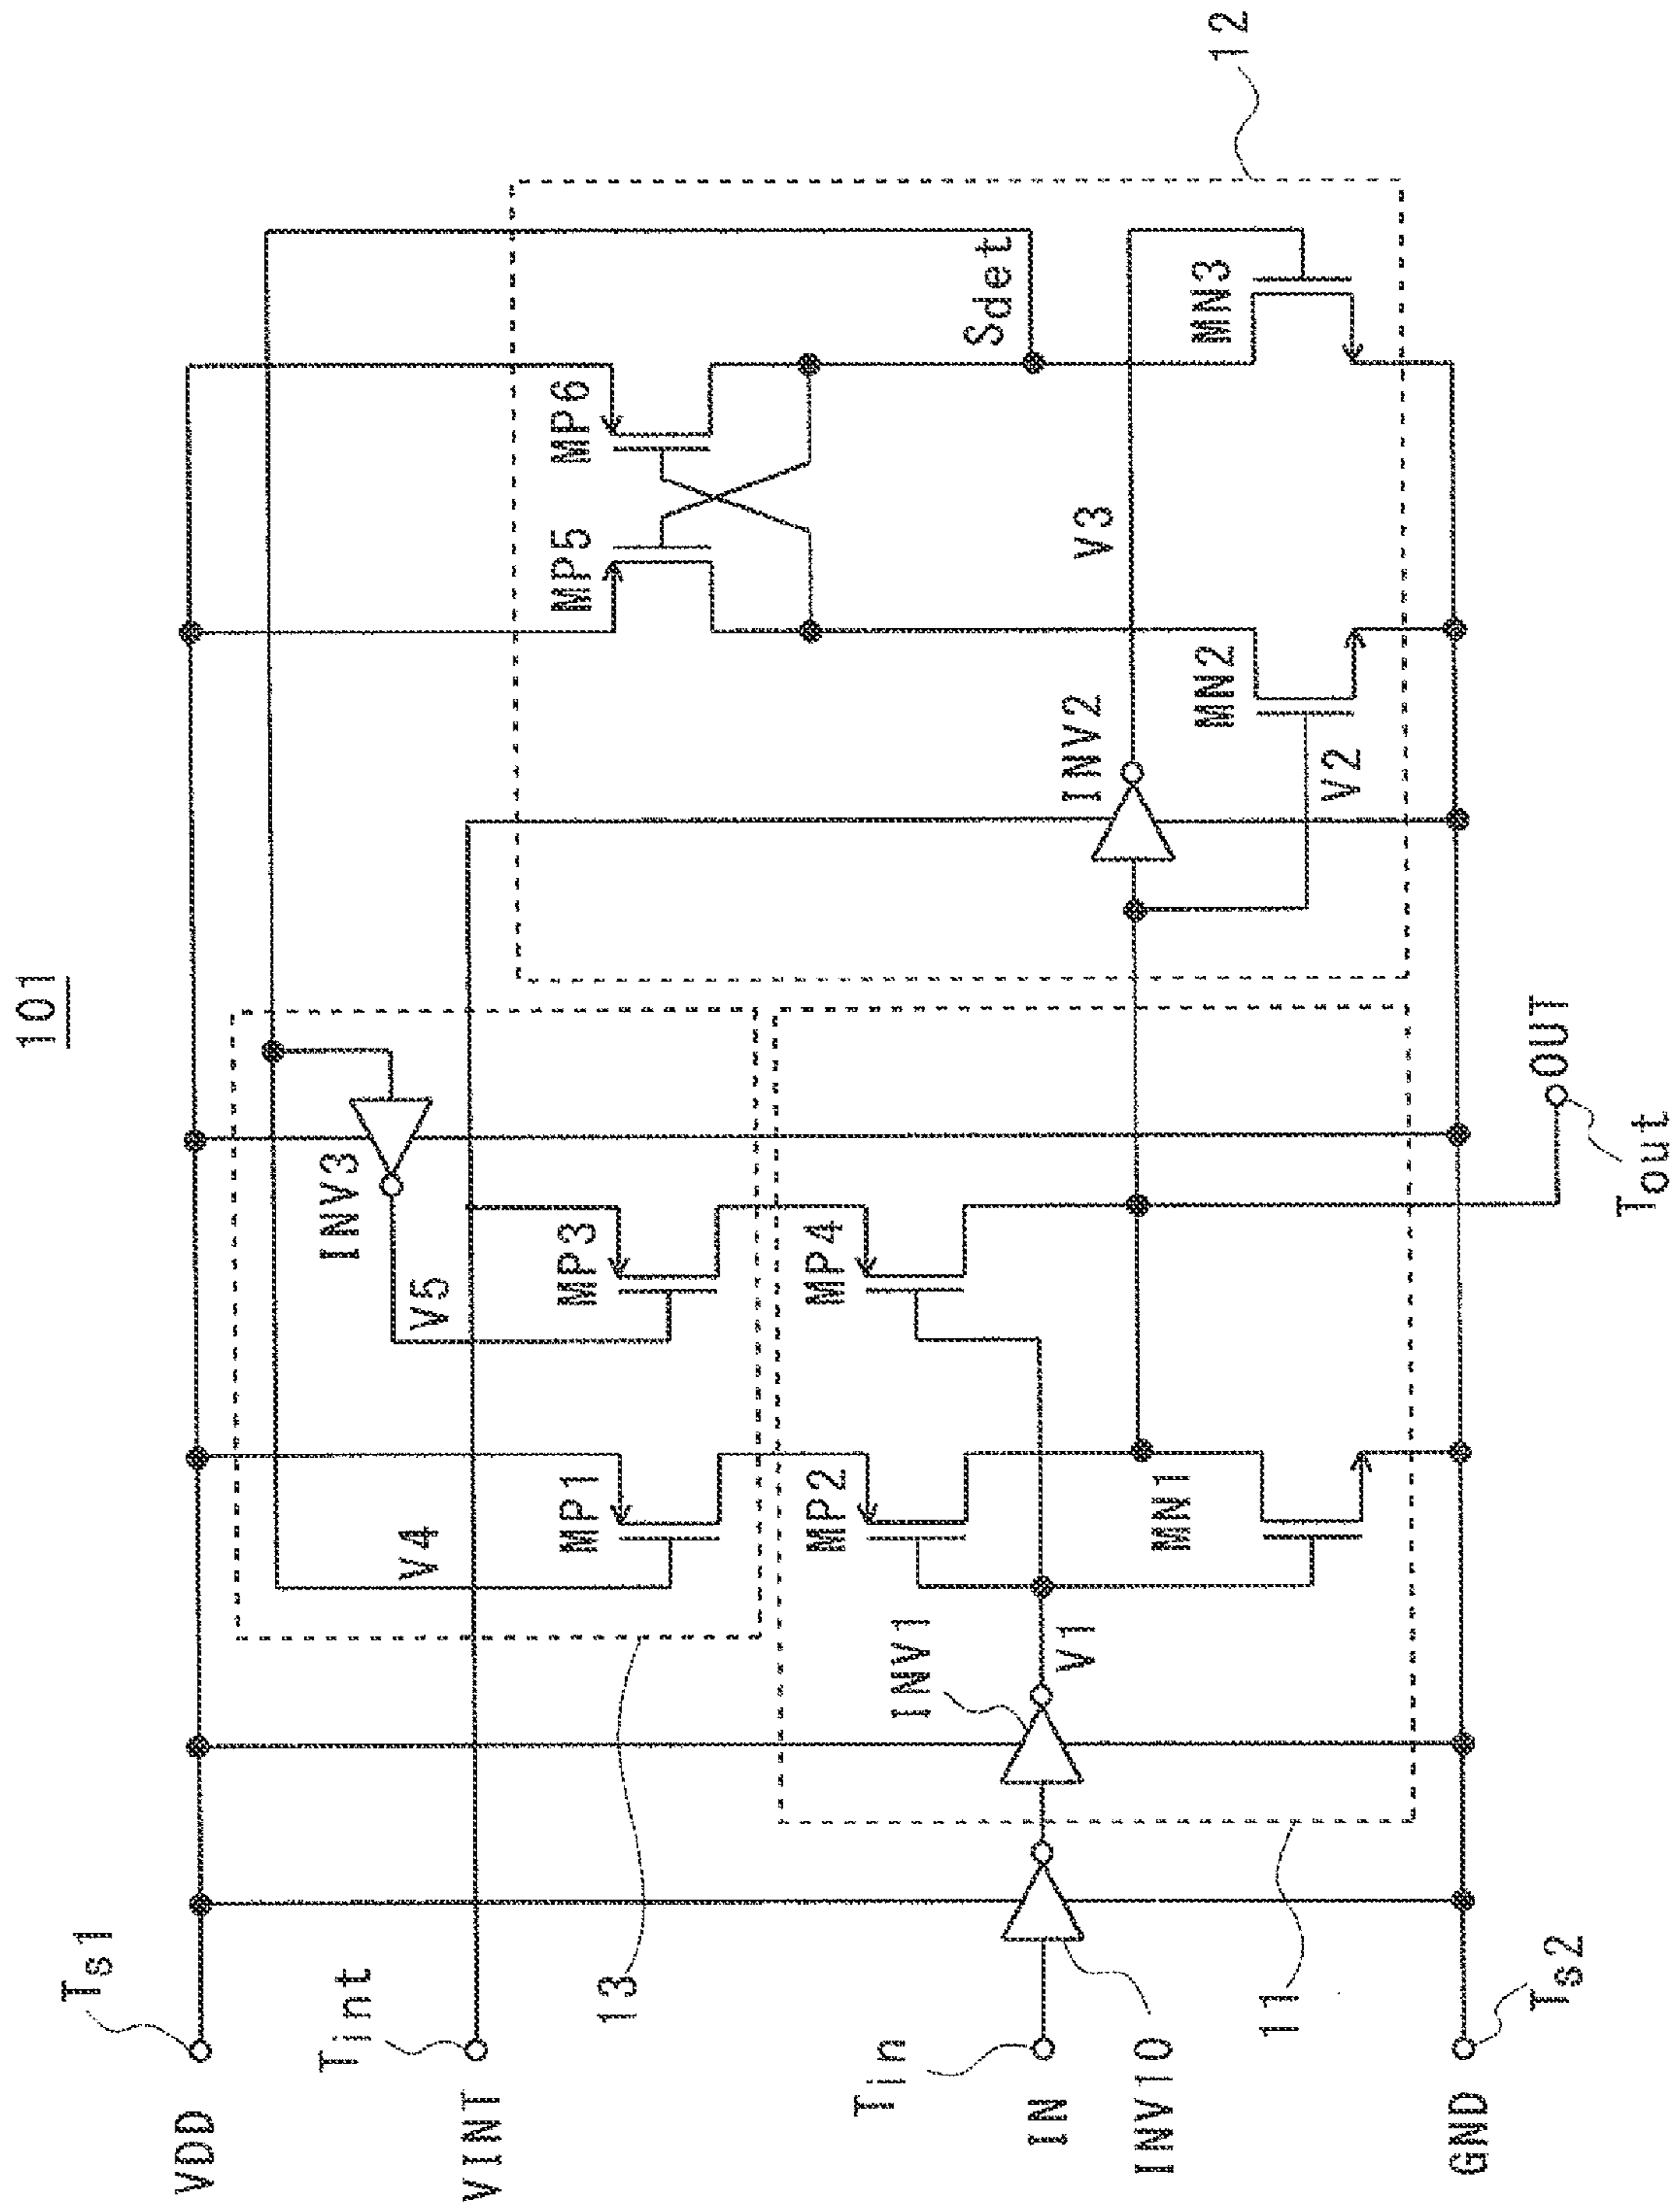 101
Ts1
VDD
Tint
VINT
Tin
IN
INV10
Ts2
GND
13
11
12
INV1
V1
V4
MP1
MP2
MN1
INV3
V5
MP3
MP4
Tout
OUT
INV2
V2
V3
MN2
MN3
MP5
MP6
Sdet